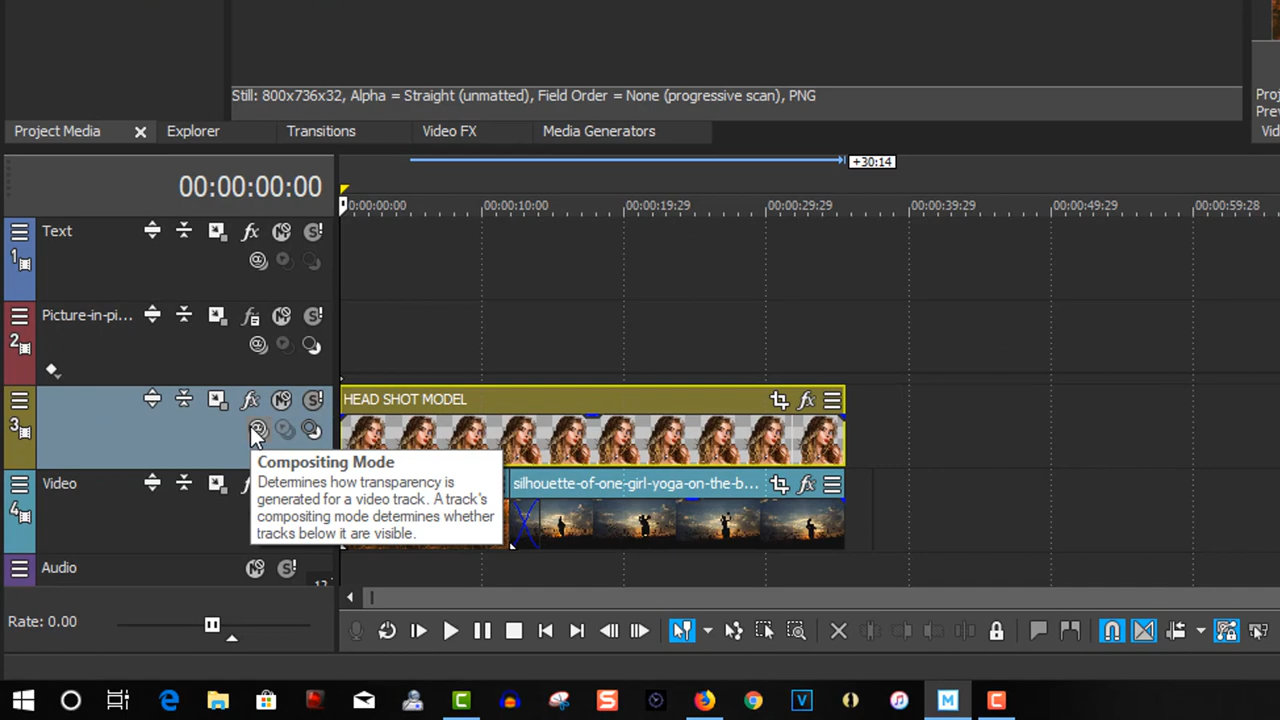 Still: 800x736x32, Alpha = Straight (unmatted), Field Order = None (progressive scan), PNG
Project Media
Explorer
Transitions
Video FX
Media Generators
+30:14
00:00:00:00
0:00:00:00
00:00:10:00
00:00:19:29
00:00:29:29
00:00:39:29
00:00:49:29
00:00:59:28
1
Text
fx
2
Picture-in-pi...
3
fx
HEAD SHOT MODEL
fx
Compositing Mode
Determines how transparency is
generated for a video track. A track's
compositing mode determines whether
tracks below it are visible.
4
Video
silhouette-of-one-girl-yoga-on-the-b...
fx
Audio
Rate: 0.00